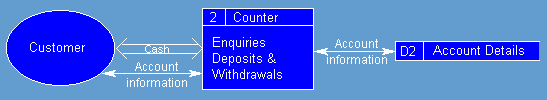 Customer
Cash
Account
information
2 Counter
Enquiries
Deposits &
Withdrawals
Account
information
D2 Account Details